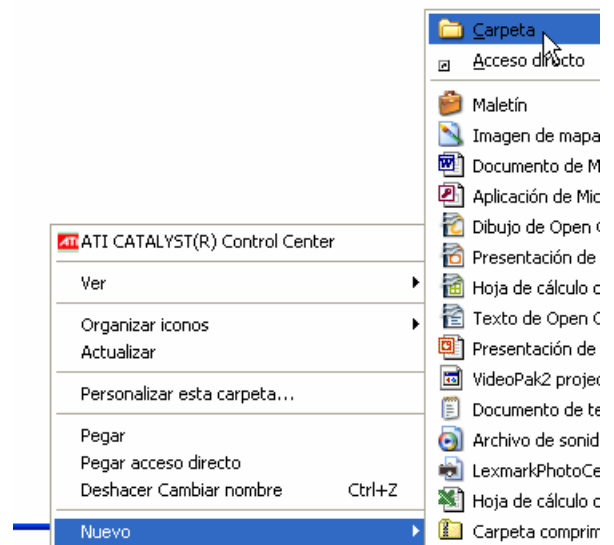 ATI CATALYST(R) Control Center
Ver
Organizar iconos
Actualizar
Personalizar esta carpeta...
Pegar
Pegar acceso directo
Deshacer Cambiar nombre Ctrl+Z
Nuevo
Carpeta
Acceso directo
Maletín
Imagen de mapa
Documento de M
Aplicación de Mic
Dibujo de Open
Presentación de
Hoja de cálculo
Texto de Open
Presentación de
VideoPak2 projec
Documento de te
Archivo de sonid
LexmarkPhotoCe
Hoja de cálculo
Carpeta comprim